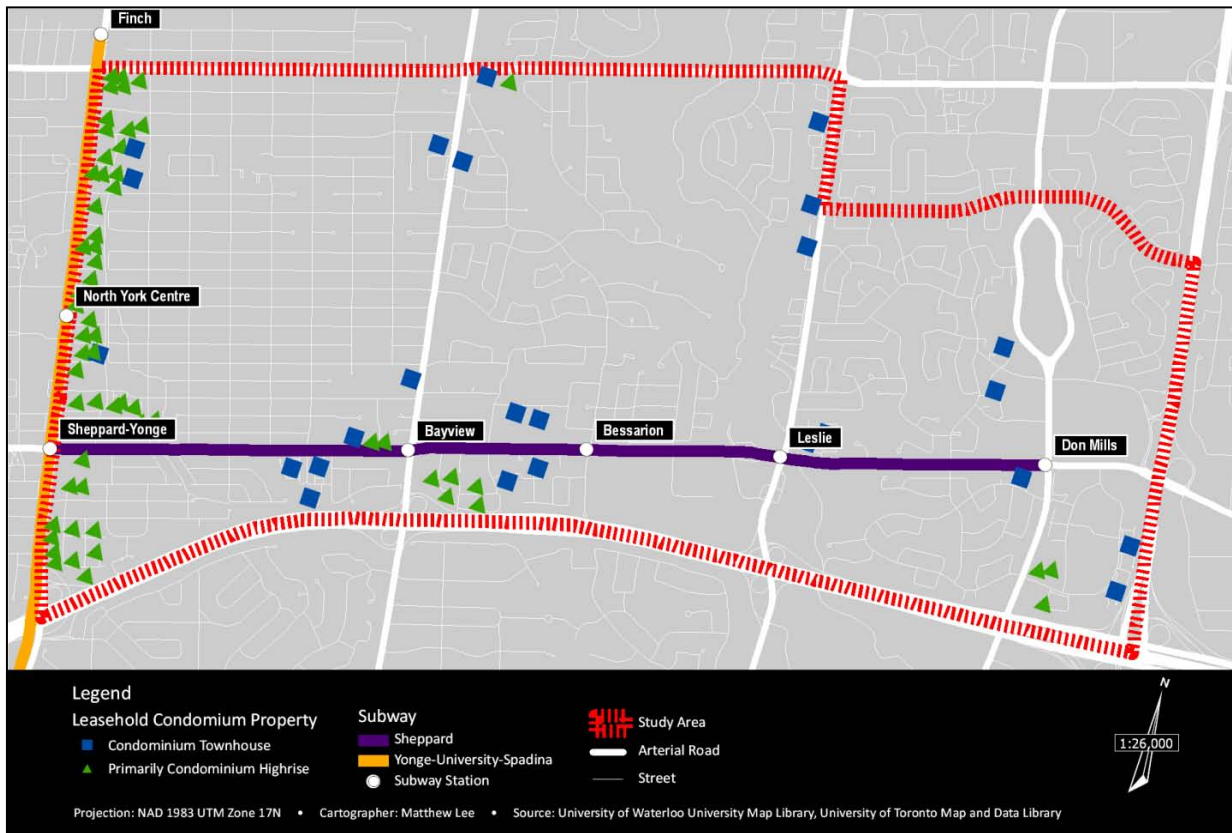 Finch
North York Centre
Sheppard-Yonge
Bayview
Bessarion
Leslie
Don Mills
Legend
Leasehold Condomium Property
Condominium Townhouse
Primarily Condominium Highrise
Subway
Sheppard
Yonge-University-Spadina
Subway Station
Study Area
Arterial Road
Street
N
1:26,000
Projection: NAD 1983 UTM Zone 17N • Cartographer: Matthew Lee • Source: University of Waterloo University Map Library, University of Toronto Map and Data Library